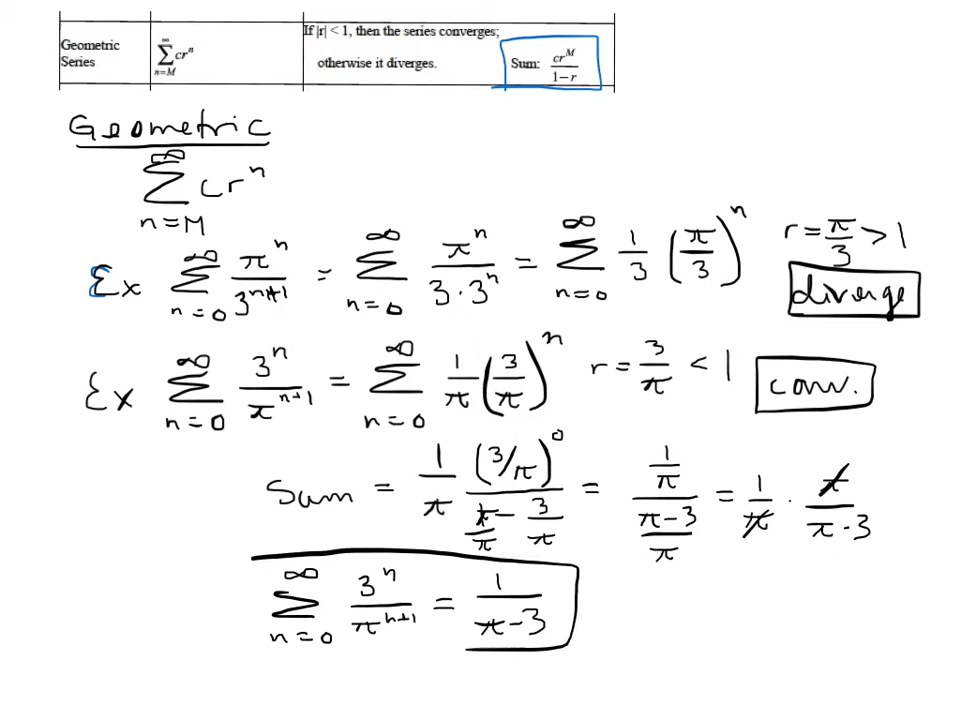 If |r| < 1, then the series converges;
Geometric Series
∞ Σ n=M cr^n
otherwise it diverges.
Sum: cr^M / 1−r
Geometric
∞ Σ n=M cr^n
Ex ∞ Σ n=0 π^n / 3^(n+1) = ∞ Σ n=0 π^n / 3·3^n = ∞ Σ n=0 1/3 (π/3)^n r = π/3 > 1
diverge
Ex ∞ Σ n=0 3^n / π^(n+1) = ∞ Σ n=0 1/π (3/π)^n r = 3/π < 1 conv.
Sum = 1/π (3/π)^0 / (π/π − 3/π) = (1/π) / ((π−3)/π) = 1/π · π / π-3
∞ Σ n=0 3^n / π^(n+1) = 1 / π−3